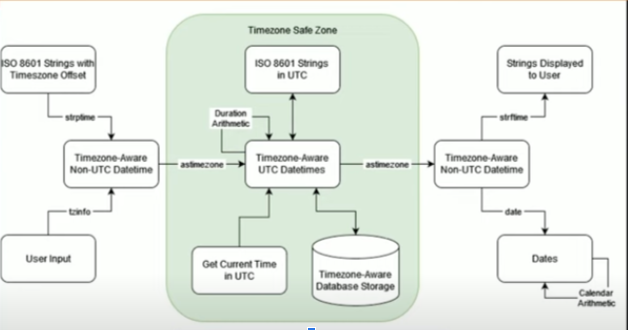 Timezone Safe Zone
ISO 8601 Strings with
Timeszone Offset
ISO 8601 Strings
in UTC
Strings Displayed
to User
strptime
Duration
Arithmetic
strftime
Timezone-Aware
Non-UTC Datetime
astimezone
Timezone-Aware
UTC Datetimes
astimezone
Timezone-Aware
Non-UTC Datetime
tzinfo
date
User Input
Get Current Time
in UTC
Timezone-Aware
Database Storage
Dates
Calendar
Arithmetic